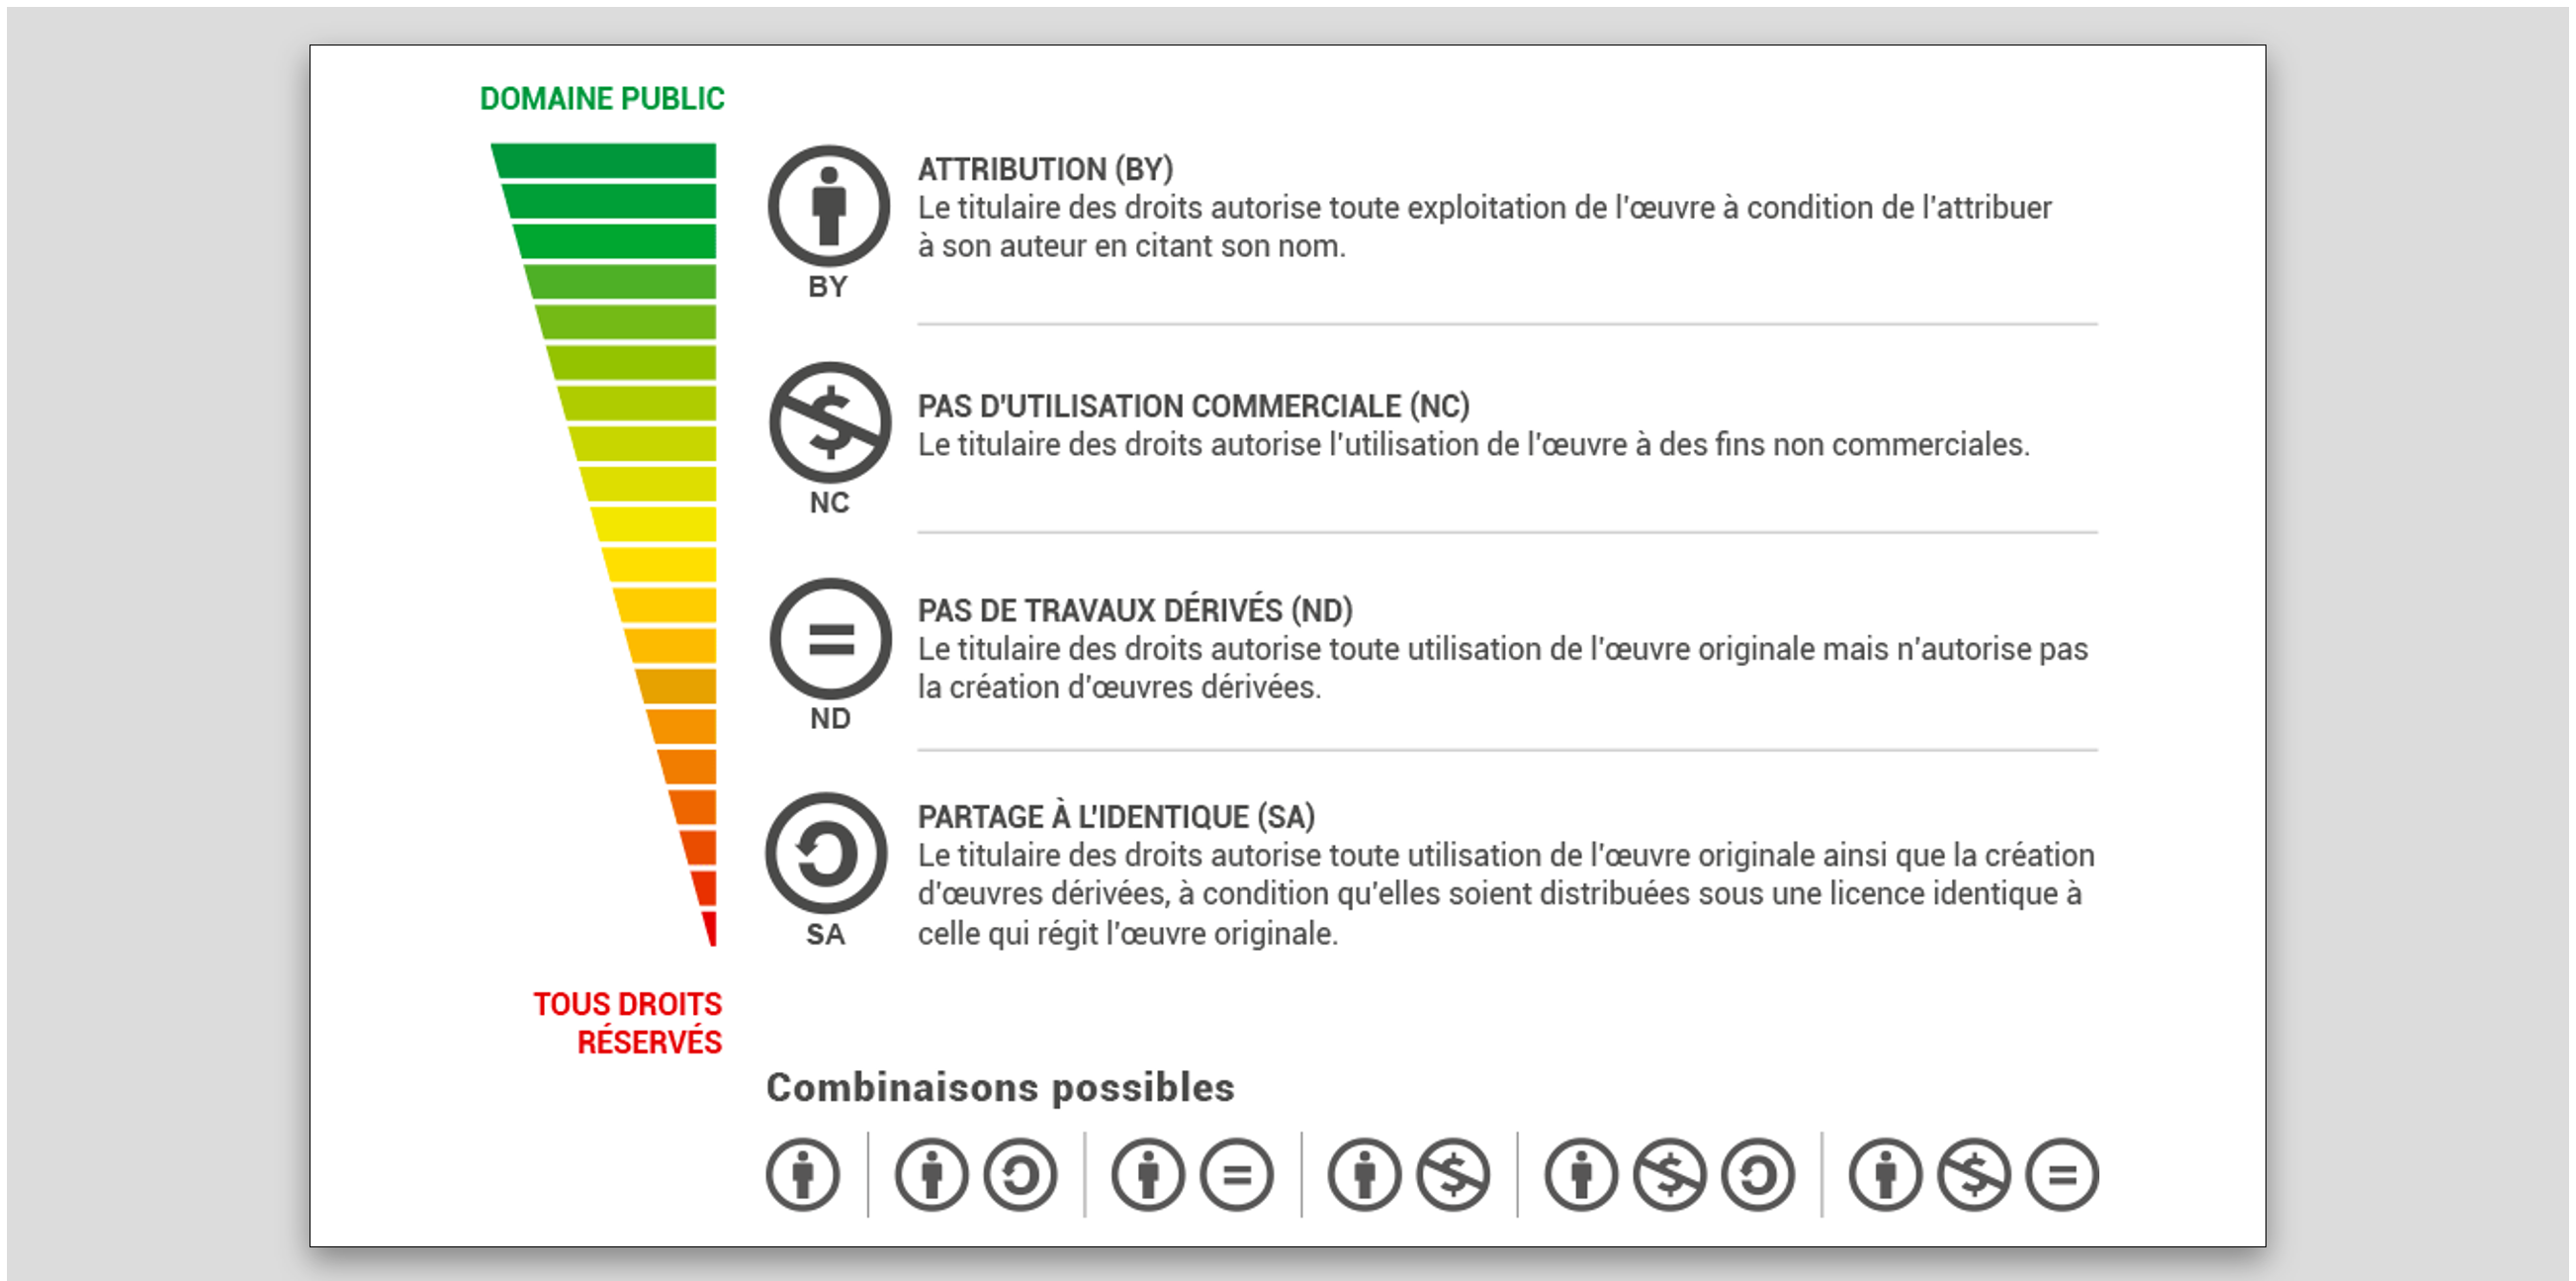 DOMAINE PUBLIC
ATTRIBUTION (BY)
Le titulaire des droits autorise toute exploitation de l'œuvre à condition de l'attribuer
à son auteur en citant son nom.
BY
PAS D'UTILISATION COMMERCIALE (NC)
Le titulaire des droits autorise l'utilisation de l'œuvre à des fins non commerciales.
NC
PAS DE TRAVAUX DÉRIVÉS (ND)
Le titulaire des droits autorise toute utilisation de l'œuvre originale mais n'autorise pas
la création d'œuvres dérivées.
ND
PARTAGE À L'IDENTIQUE (SA)
Le titulaire des droits autorise toute utilisation de l'œuvre originale ainsi que la création
d'œuvres dérivées, à condition qu'elles soient distribuées sous une licence identique à
celle qui régit l'œuvre originale.
SA
TOUS DROITS
RÉSERVÉS
Combinaisons possibles